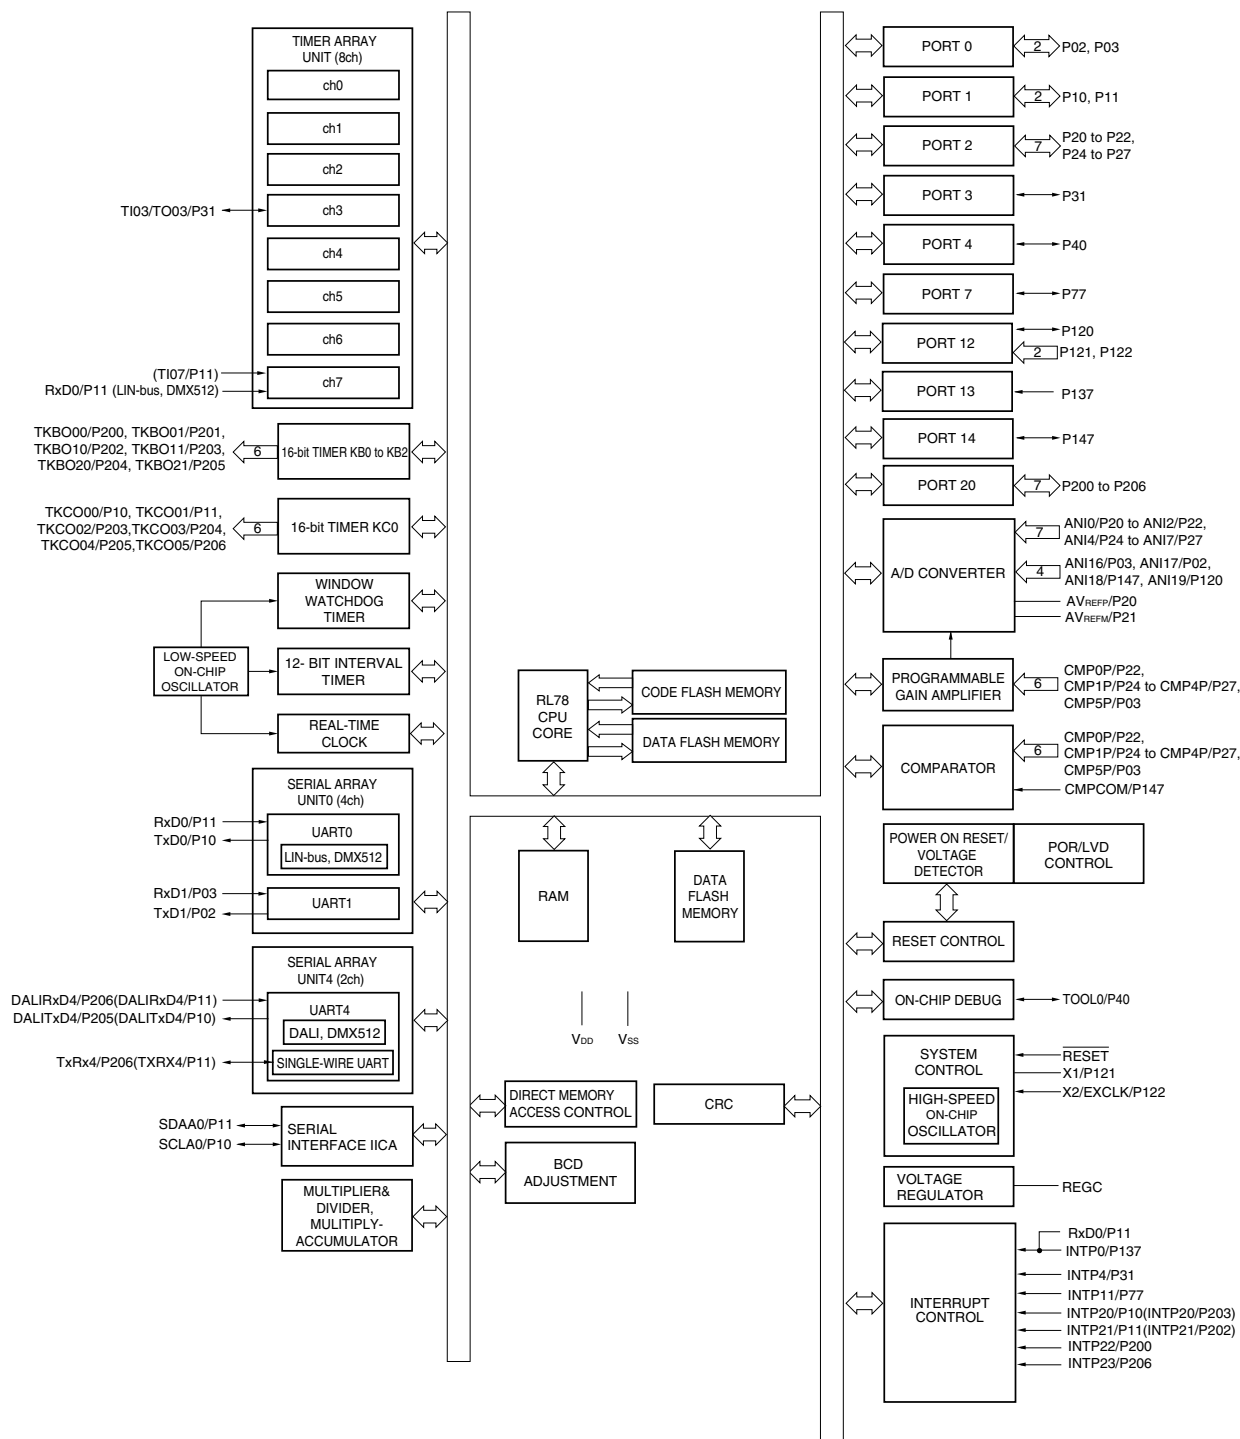 TIMER ARRAY
UNIT (8ch)
ch0
ch1
ch2
TI03/TO03/P31
ch3
ch4
ch5
ch6
(TI07/P11)
RxD0/P11 (LIN-bus, DMX512)
ch7
TKBO00/P200, TKBO01/P201,
TKBO10/P202, TKBO11/P203,
TKBO20/P204, TKBO21/P205
6
16-bit TIMER KB0 to KB2
TKCO00/P10, TKCO01/P11,
TKCO02/P203,TKCO03/P204,
TKCO04/P205,TKCO05/P206
6
16-bit TIMER KC0
WINDOW
WATCHDOG
TIMER
LOW-SPEED
ON-CHIP
OSCILLATOR
12- BIT INTERVAL
TIMER
REAL-TIME
CLOCK
SERIAL ARRAY
UNIT0 (4ch)
RxD0/P11
TxD0/P10
UART0
LIN-bus, DMX512
RxD1/P03
TxD1/P02
UART1
SERIAL ARRAY
UNIT4 (2ch)
DALIRxD4/P206(DALIRxD4/P11)
DALITxD4/P205(DALITxD4/P10)
UART4
DALI, DMX512
TxRx4/P206(TXRX4/P11)
SINGLE-WIRE UART
SDAA0/P11
SCLA0/P10
SERIAL
INTERFACE IICA
MULTIPLIER&
DIVIDER,
MULITIPLY-
ACCUMULATOR
RL78
CPU
CORE
CODE FLASH MEMORY
DATA FLASH MEMORY
RAM
DATA
FLASH
MEMORY
VDD
VSS
DIRECT MEMORY
ACCESS CONTROL
CRC
BCD
ADJUSTMENT
PORT 0
2
P02, P03
PORT 1
2
P10, P11
PORT 2
7
P20 to P22,
P24 to P27
PORT 3
P31
PORT 4
P40
PORT 7
P77
PORT 12
P120
2
P121, P122
PORT 13
P137
PORT 14
P147
PORT 20
7
P200 to P206
A/D CONVERTER
7
ANI0/P20 to ANI2/P22,
ANI4/P24 to ANI7/P27
4
ANI16/P03, ANI17/P02,
ANI18/P147, ANI19/P120
AVREFP/P20
AVREFM/P21
PROGRAMMABLE
GAIN AMPLIFIER
6
CMP0P/P22,
CMP1P/P24 to CMP4P/P27,
CMP5P/P03
COMPARATOR
6
CMP0P/P22,
CMP1P/P24 to CMP4P/P27,
CMP5P/P03
CMPCOM/P147
POWER ON RESET/
VOLTAGE
DETECTOR
POR/LVD
CONTROL
RESET CONTROL
ON-CHIP DEBUG
TOOL0/P40
SYSTEM
CONTROL
HIGH-SPEED
ON-CHIP
OSCILLATOR
RESET
X1/P121
X2/EXCLK/P122
VOLTAGE
REGULATOR
REGC
INTERRUPT
CONTROL
RxD0/P11
INTP0/P137
INTP4/P31
INTP11/P77
INTP20/P10(INTP20/P203)
INTP21/P11(INTP21/P202)
INTP22/P200
INTP23/P206